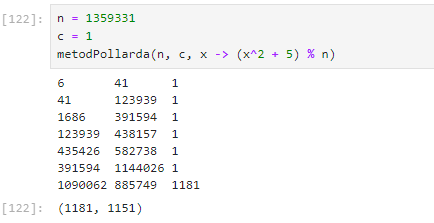 [122]: n = 1359331
c = 1
metodPollarda(n, c, x -> (x^2 + 5) % n)
6 41 1
41 123939 1
1686 391594 1
123939 438157 1
435426 582738 1
391594 1144026 1
1090062 885749 1181
[122]: (1181, 1151)